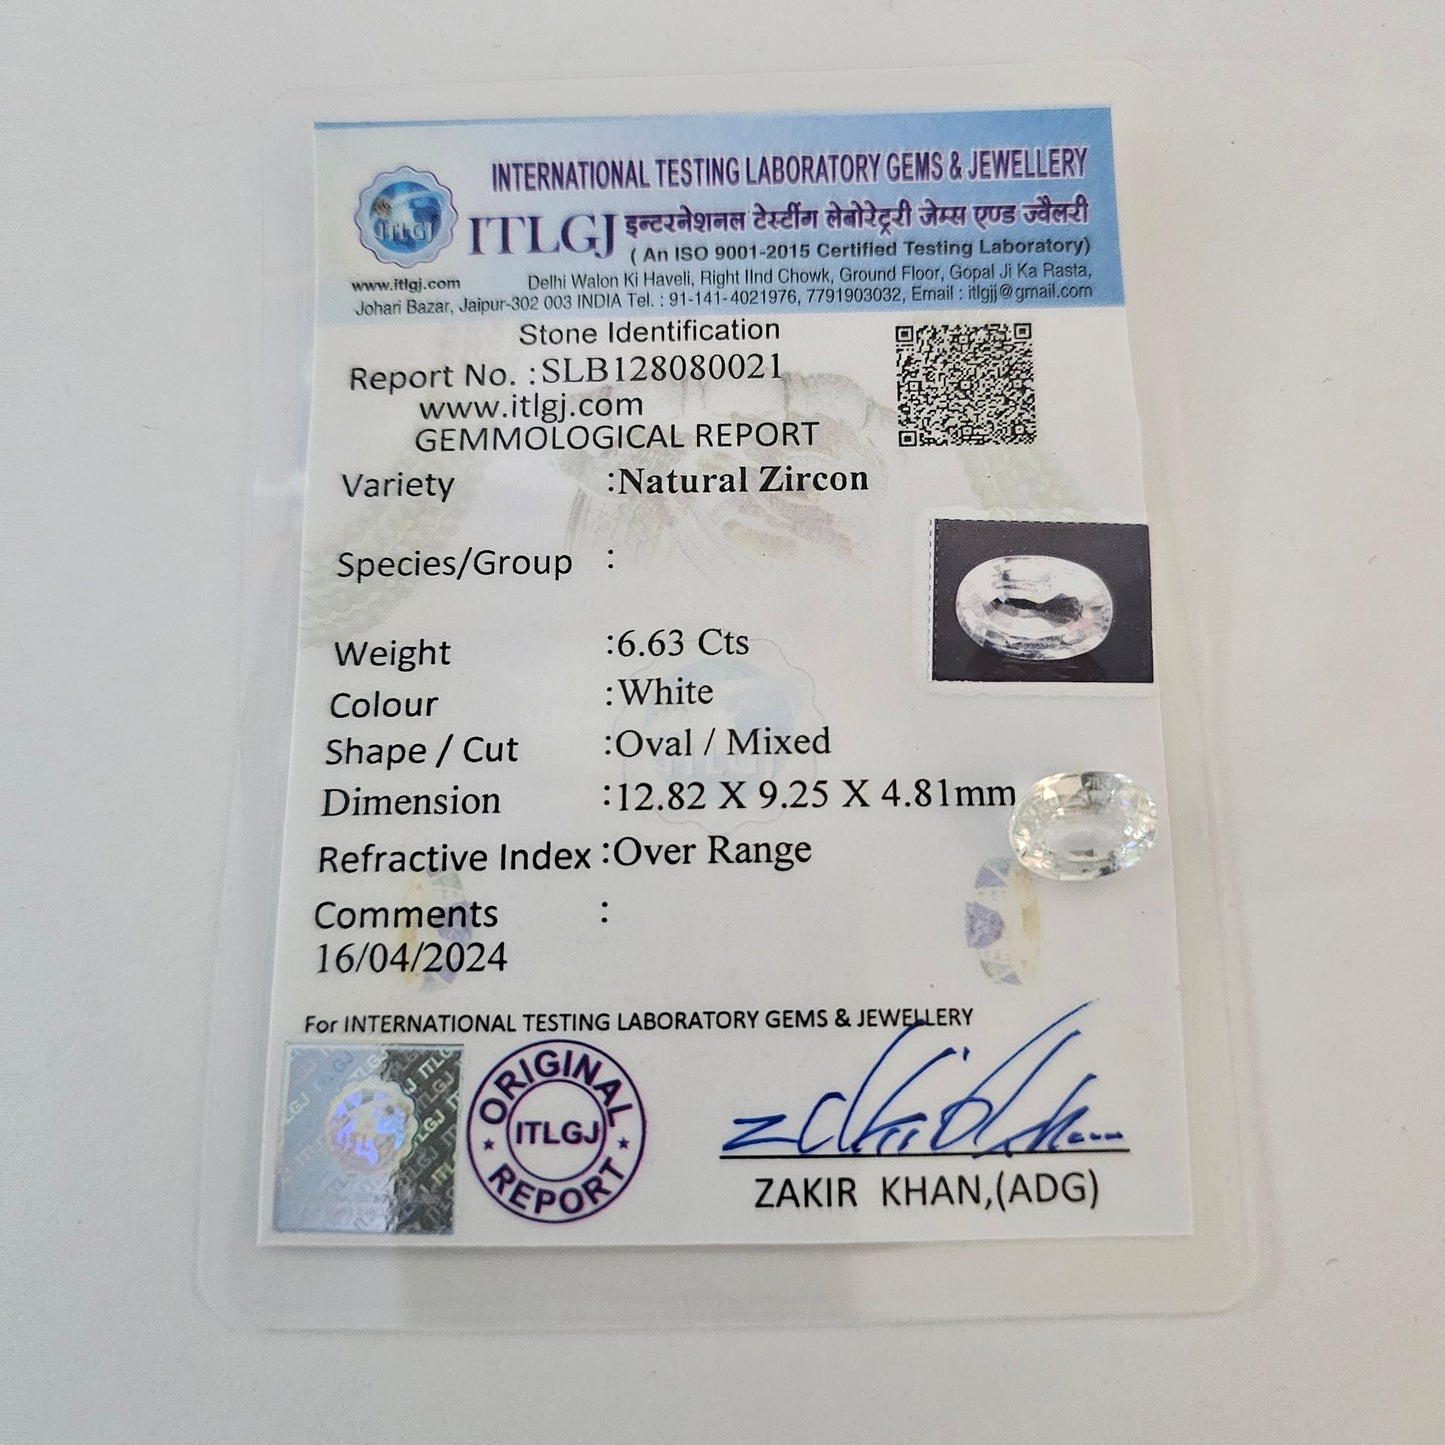 INTERNATIONAL TESTING LABORATORY GEMS & JEWELLERY
ITLGJ
ITLGJ इन्टरनेशनल टेस्टींग लेबोरेट्री जेम्स एण्ड ज्वैलरी
( An ISO 9001-2015 Certified Testing Laboratory)
www.itlgj.com Delhi Walon Ki Haveli, Right IInd Chowk, Ground Floor, Gopal Ji Ka Rasta,
Johari Bazar, Jaipur-302 003 INDIA Tel. : 91-141-4021976, 7791903032, Email : itlgjj@gmail.com
Stone Identification
Report No. :SLB128080021
www.itlgj.com
GEMMOLOGICAL REPORT
Variety :Natural Zircon
Species/Group :
Weight :6.63 Cts
Colour :White
Shape / Cut :Oval / Mixed
Dimension :12.82 X 9.25 X 4.81mm
Refractive Index :Over Range
Comments :
16/04/2024
For INTERNATIONAL TESTING LABORATORY GEMS & JEWELLERY
ITLGJ
ORIGINAL
ITLGJ
REPORT
ZAKIR KHAN,(ADG)